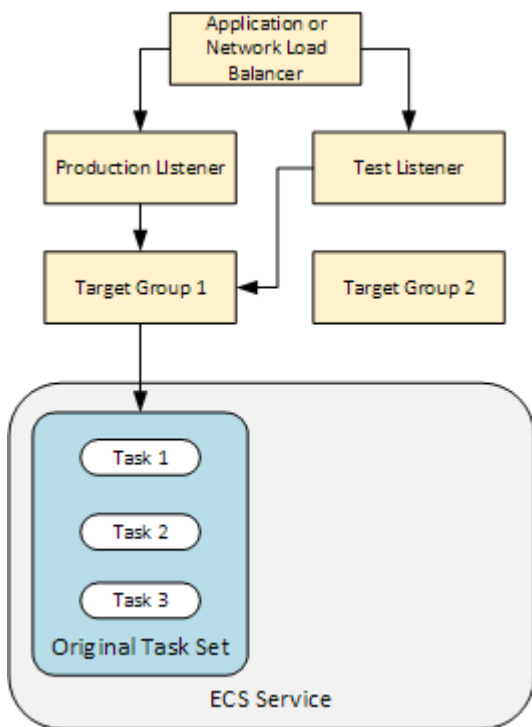 Application or
Network Load
Balancer
Production LIstener
Test Listener
Target Group 1
Target Group 2
Task 1
Task 2
Task 3
Original Task Set
ECS Service